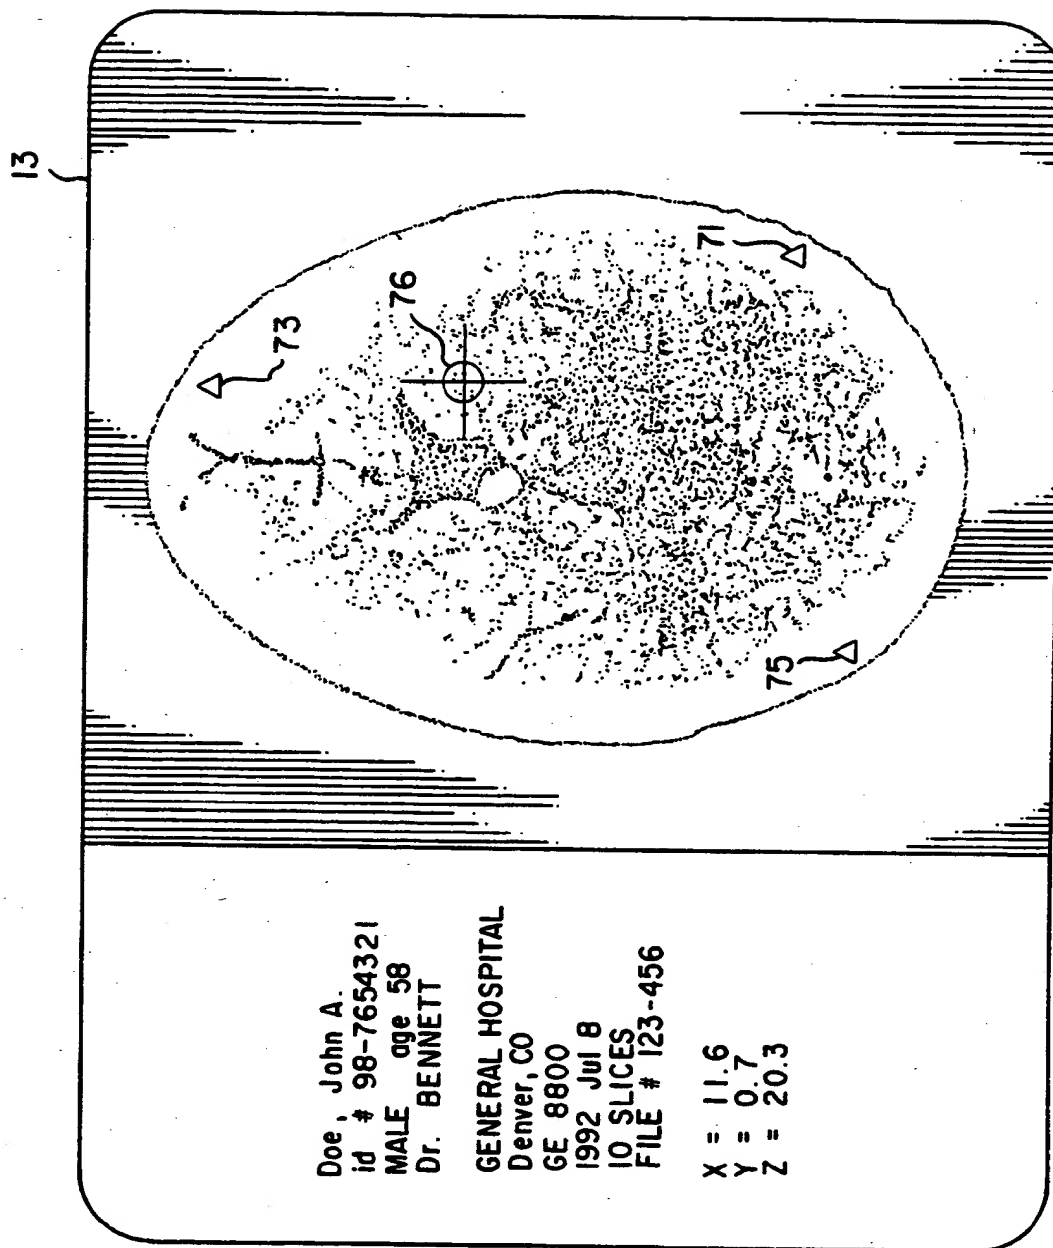 13
73
76
71
75
Doe, John A.
id # 98-7654321
MALE age 58
Dr. BENNETT
GENERAL HOSPITAL
Denver, CO
GE 8800
1992 Jul 8
10 SLICES
FILE # 123-456
X = 11.6
Y = 0.7
Z = 20.3